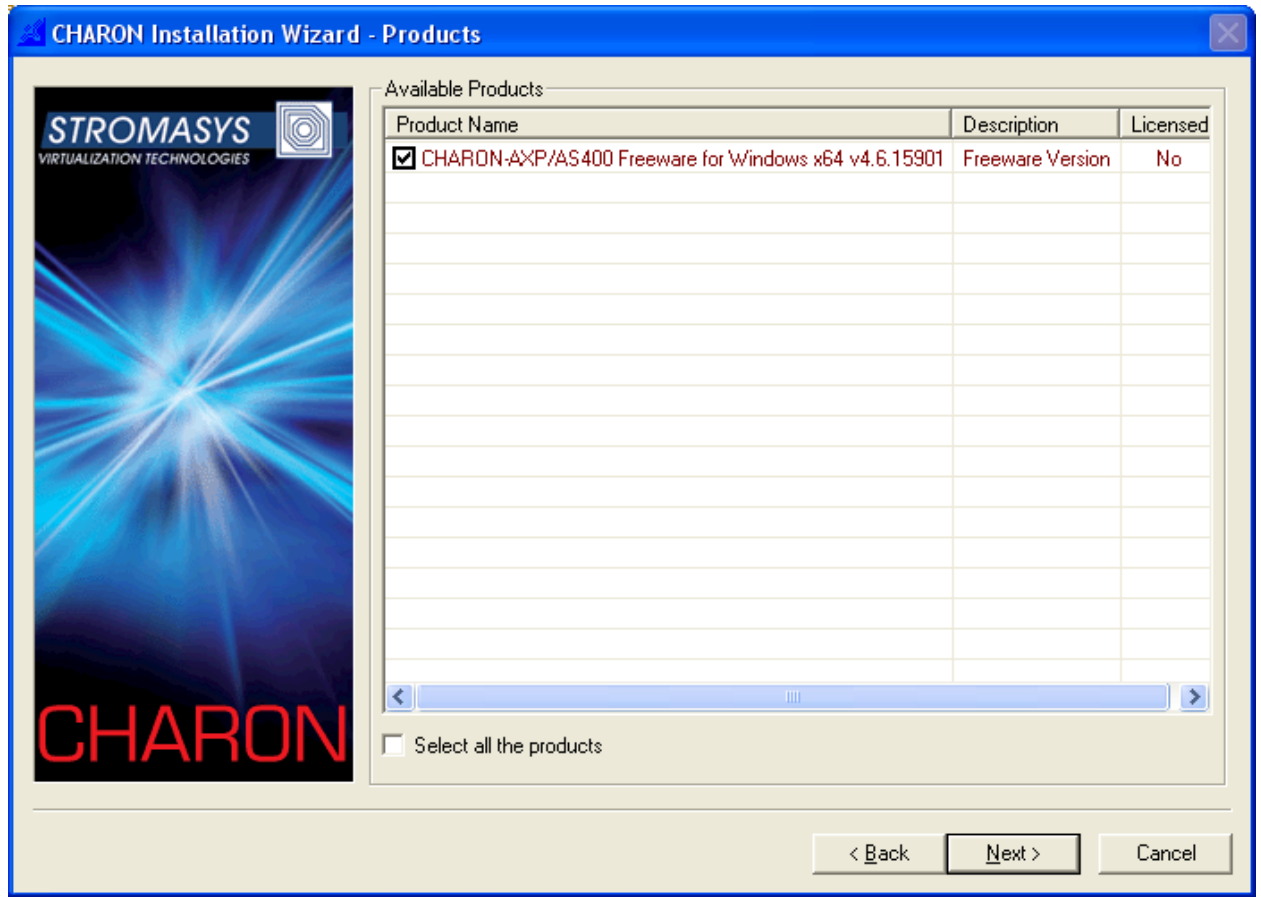 CHARON Installation Wizard - Products
STROMASYS
VIRTUALIZATION TECHNOLOGIES
CHARON
Available Products
Product Name Description Licensed
CHARON-AXP/AS400 Freeware for Windows x64 v4.6.15901 Freeware Version No
Select all the products
< Back Next > Cancel